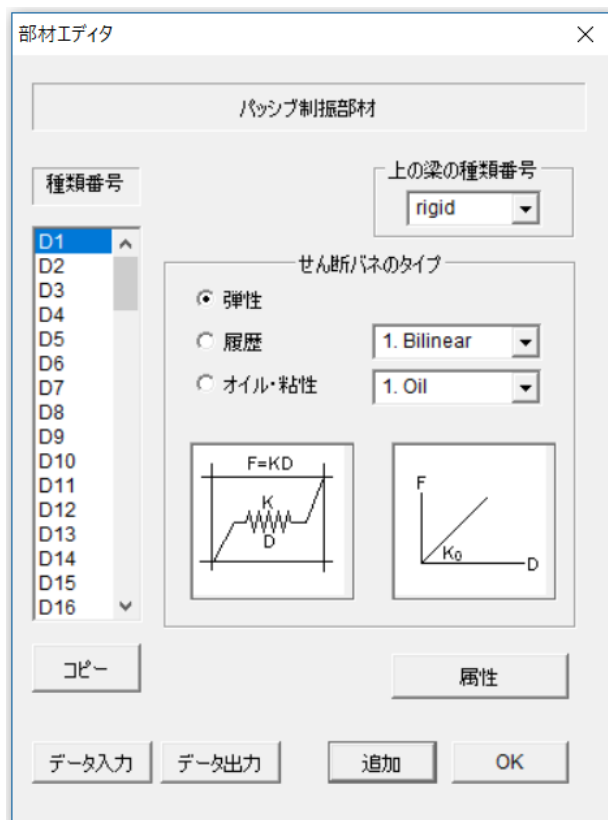 部材エディタ
パッシブ制振部材
種類番号
上の梁の種類番号
rigid
D1
D2
D3
D4
D5
D6
D7
D8
D9
D10
D11
D12
D13
D14
D15
D16
せん断バネのタイプ
弾性
履歴
1. Bilinear
オイル・粘性
1. Oil
F=KD
K
D
F
K0
D
コピー
属性
データ入力
データ出力
追加
OK